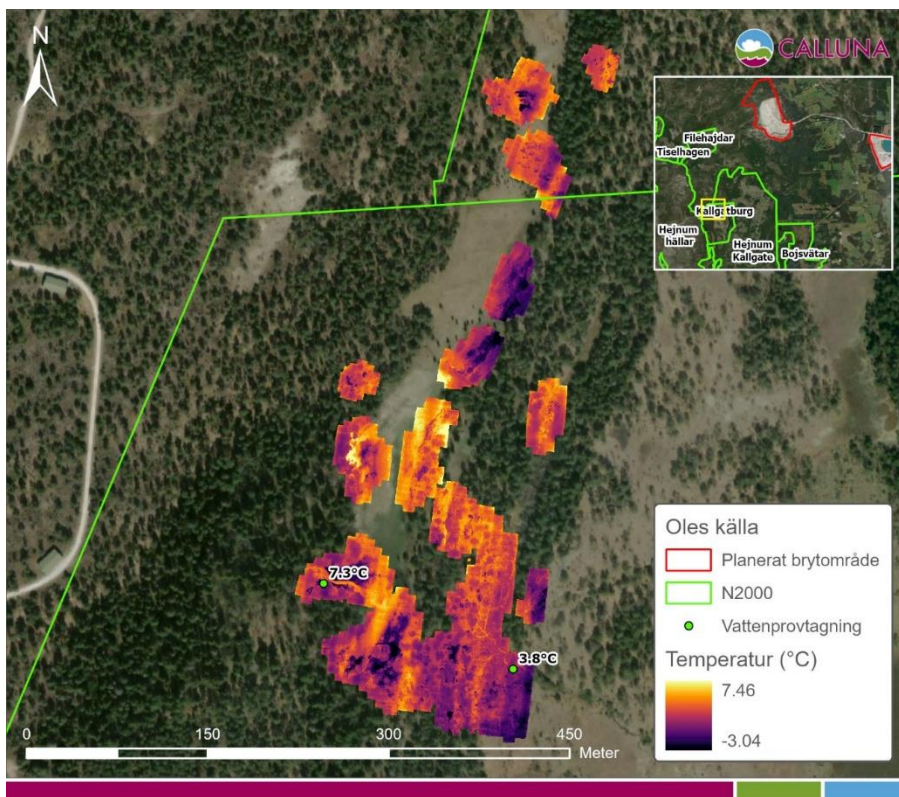 N
CALLUNA
Filehajdar
Tiselhagen
Kallgatburg
Hejnum
hällar
Hejnum
Kallgate
Bojsvätar
7.3°C
3.8°C
Oles källa
Planerat brytområde
N2000
Vattenprovtagning
Temperatur (°C)
7.46
-3.04
0
150
300
450
Meter